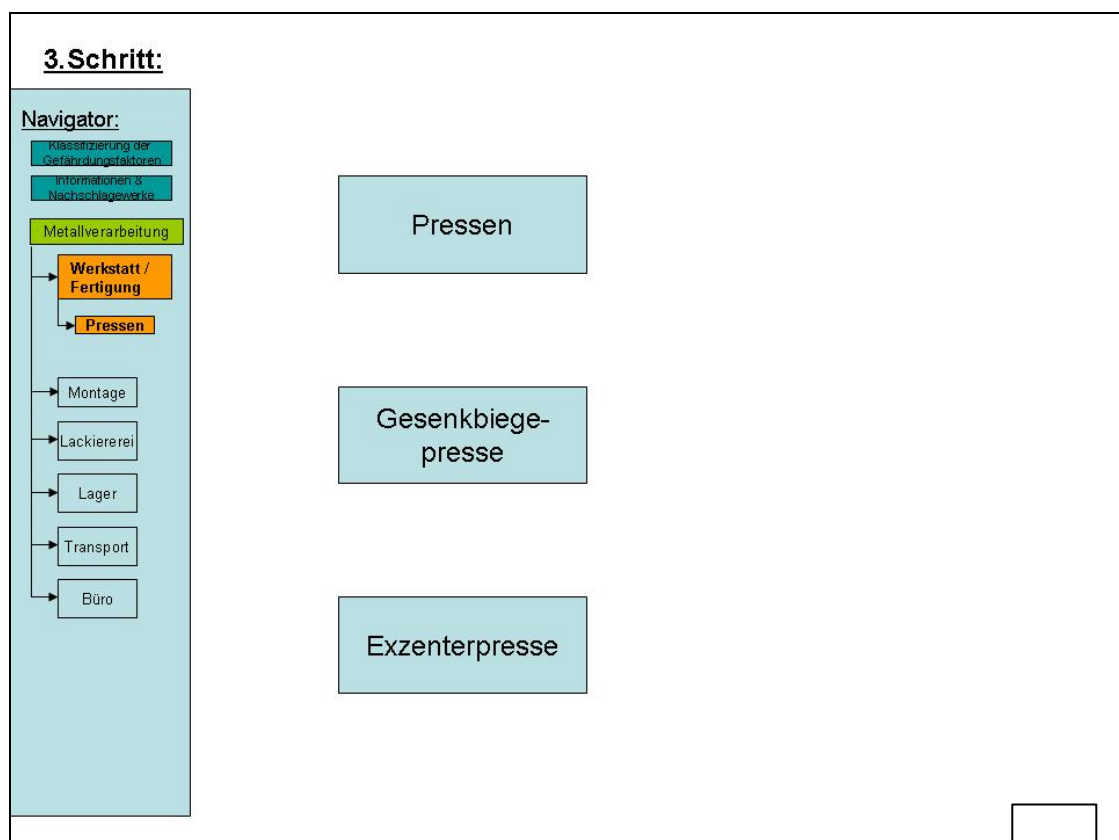 3.Schritt:
Navigator:
Klassifizierung der
Gefährdungsfaktoren
Informationen &
Nachschlagewerke
Metallverarbeitung
Werkstatt /
Fertigung
Pressen
Montage
Lackiererei
Lager
Transport
Büro
Pressen
Gesenkbiege-
presse
Exzenterpresse